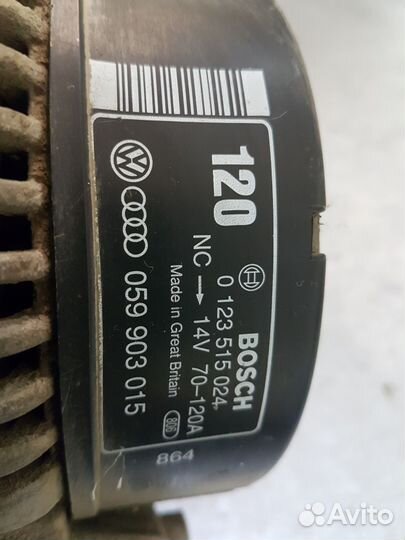 120
BOSCH
0 123 515 024,
NC → 14V 70-120A
Made in Great Britain 806
059 903 015
864
Avito